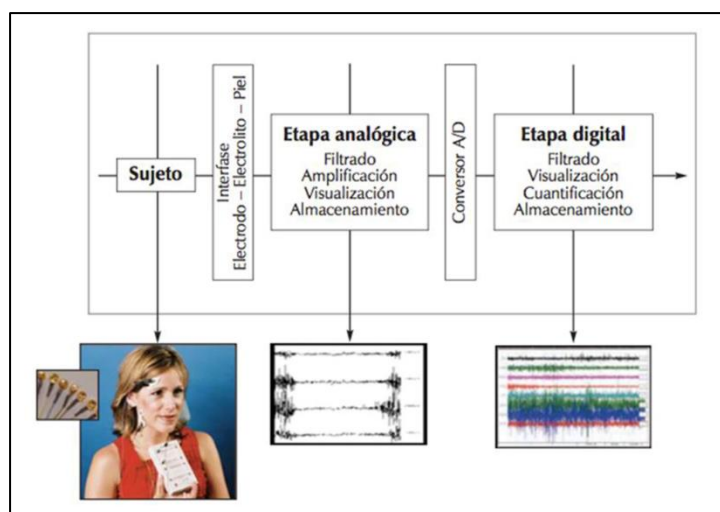 Sujeto
Interfase
Electrodo – Electrolito – Piel
Etapa analógica
Filtrado
Amplificación
Visualización
Almacenamiento
Conversor A/D
Etapa digital
Filtrado
Visualización
Cuantificación
Almacenamiento